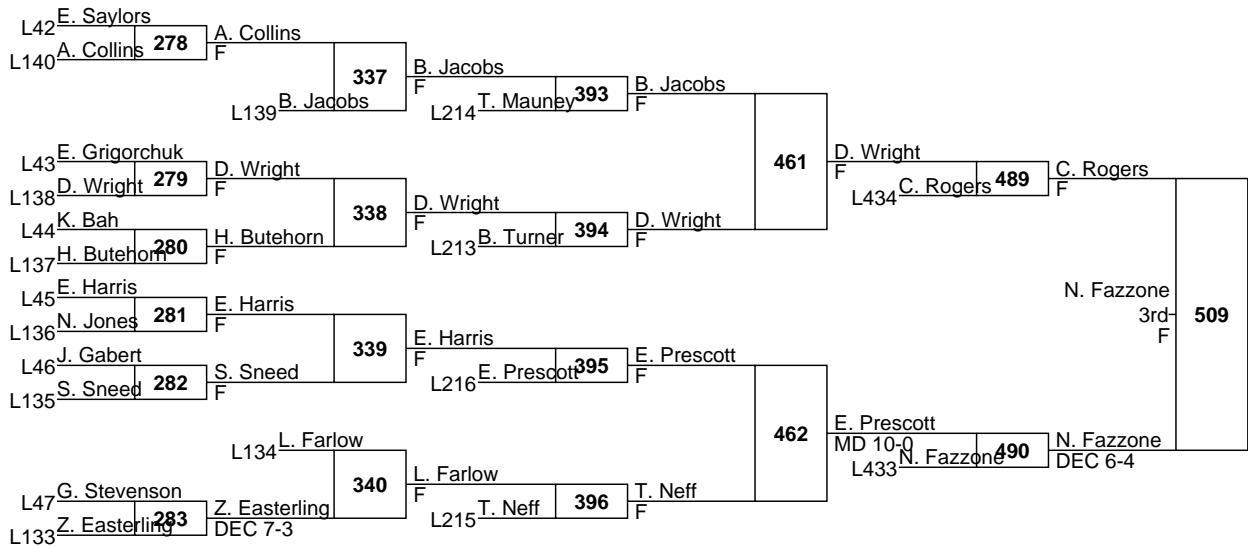 L42 E. Saylors
278
L140 A. Collins
A. Collins
F
337
L139 B. Jacobs
B. Jacobs
F
393
L214 T. Mauney
B. Jacobs
F
461
L43 E. Grigorchuk
279
L138 D. Wright
D. Wright
F
338
L44 K. Bah
280
L137 H. Butehorn
H. Butehorn
F
D. Wright
F
394
L213 B. Turner
D. Wright
F
D. Wright
F
489
L434 C. Rogers
C. Rogers
F
L45 E. Harris
281
L136 N. Jones
E. Harris
F
339
L46 J. Gabert
282
L135 S. Sneed
S. Sneed
F
E. Harris
F
395
L216 E. Prescott
E. Prescott
F
462
L134 L. Farlow
340
L47 G. Stevenson
283
L133 Z. Easterling
Z. Easterling
DEC 7-3
L. Farlow
F
396
L215 T. Neff
T. Neff
F
E. Prescott
MD 10-0
490
L433 N. Fazzone
N. Fazzone
DEC 6-4
509
N. Fazzone
3rd
F